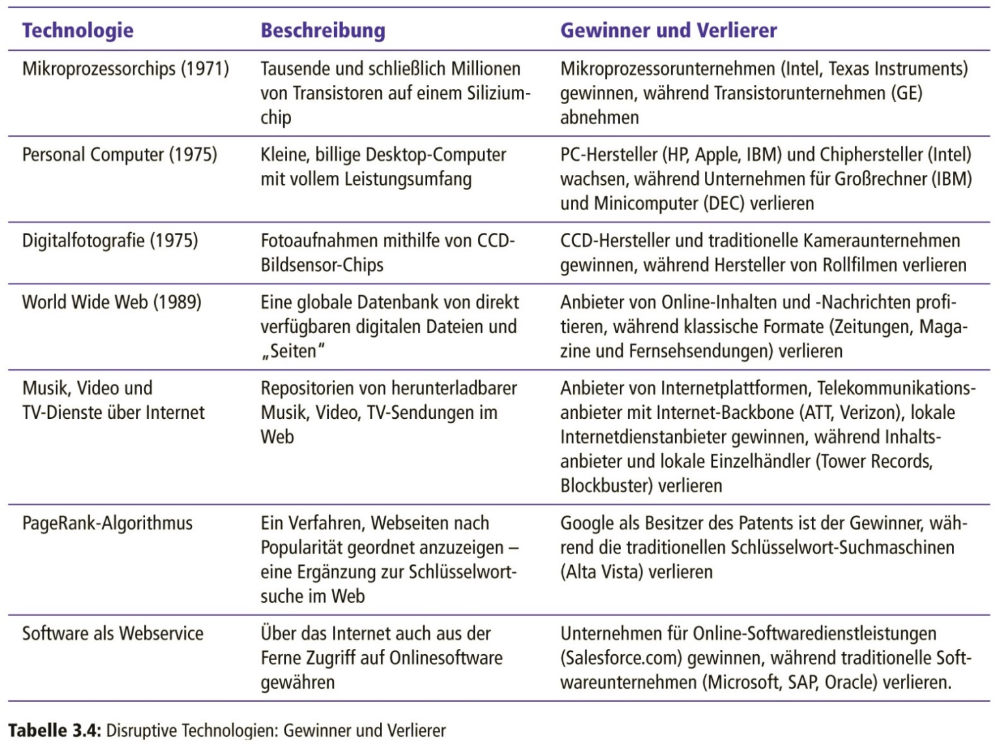 Technologie Beschreibung Gewinner und Verlierer
Mikroprozessorchips (1971)
Tausende und schließlich Millionen
von Transistoren auf einem Silizium-
chip
Mikroprozessorunternehmen (Intel, Texas Instruments)
gewinnen, während Transistorunternehmen (GE)
abnehmen
Personal Computer (1975)
Kleine, billige Desktop-Computer
mit vollem Leistungsumfang
PC-Hersteller (HP, Apple, IBM) und Chiphersteller (Intel)
wachsen, während Unternehmen für Großrechner (IBM)
und Minicomputer (DEC) verlieren
Digitalfotografie (1975)
Fotoaufnahmen mithilfe von CCD-
Bildsensor-Chips
CCD-Hersteller und traditionelle Kameraunternehmen
gewinnen, während Hersteller von Rollfilmen verlieren
World Wide Web (1989)
Eine globale Datenbank von direkt
verfügbaren digitalen Dateien und
„Seiten“
Anbieter von Online-Inhalten und -Nachrichten profi-
tieren, während klassische Formate (Zeitungen, Maga-
zine und Fernsehsendungen) verlieren
Musik, Video und
TV-Dienste über Internet
Repositorien von herunterladbarer
Musik, Video, TV-Sendungen im
Web
Anbieter von Internetplattformen, Telekommunikations-
anbieter mit Internet-Backbone (ATT, Verizon), lokale
Internetdienstanbieter gewinnen, während Inhalts-
anbieter und lokale Einzelhändler (Tower Records,
Blockbuster) verlieren
PageRank-Algorithmus
Ein Verfahren, Webseiten nach
Popularität geordnet anzuzeigen –
eine Ergänzung zur Schlüsselwort-
suche im Web
Google als Besitzer des Patents ist der Gewinner, wäh-
rend die traditionellen Schlüsselwort-Suchmaschinen
(Alta Vista) verlieren
Software als Webservice
Über das Internet auch aus der
Ferne Zugriff auf Onlinesoftware
gewähren
Unternehmen für Online-Softwaredienstleistungen
(Salesforce.com) gewinnen, während traditionelle Soft-
wareunternehmen (Microsoft, SAP, Oracle) verlieren.
Tabelle 3.4: Disruptive Technologien: Gewinner und Verlierer